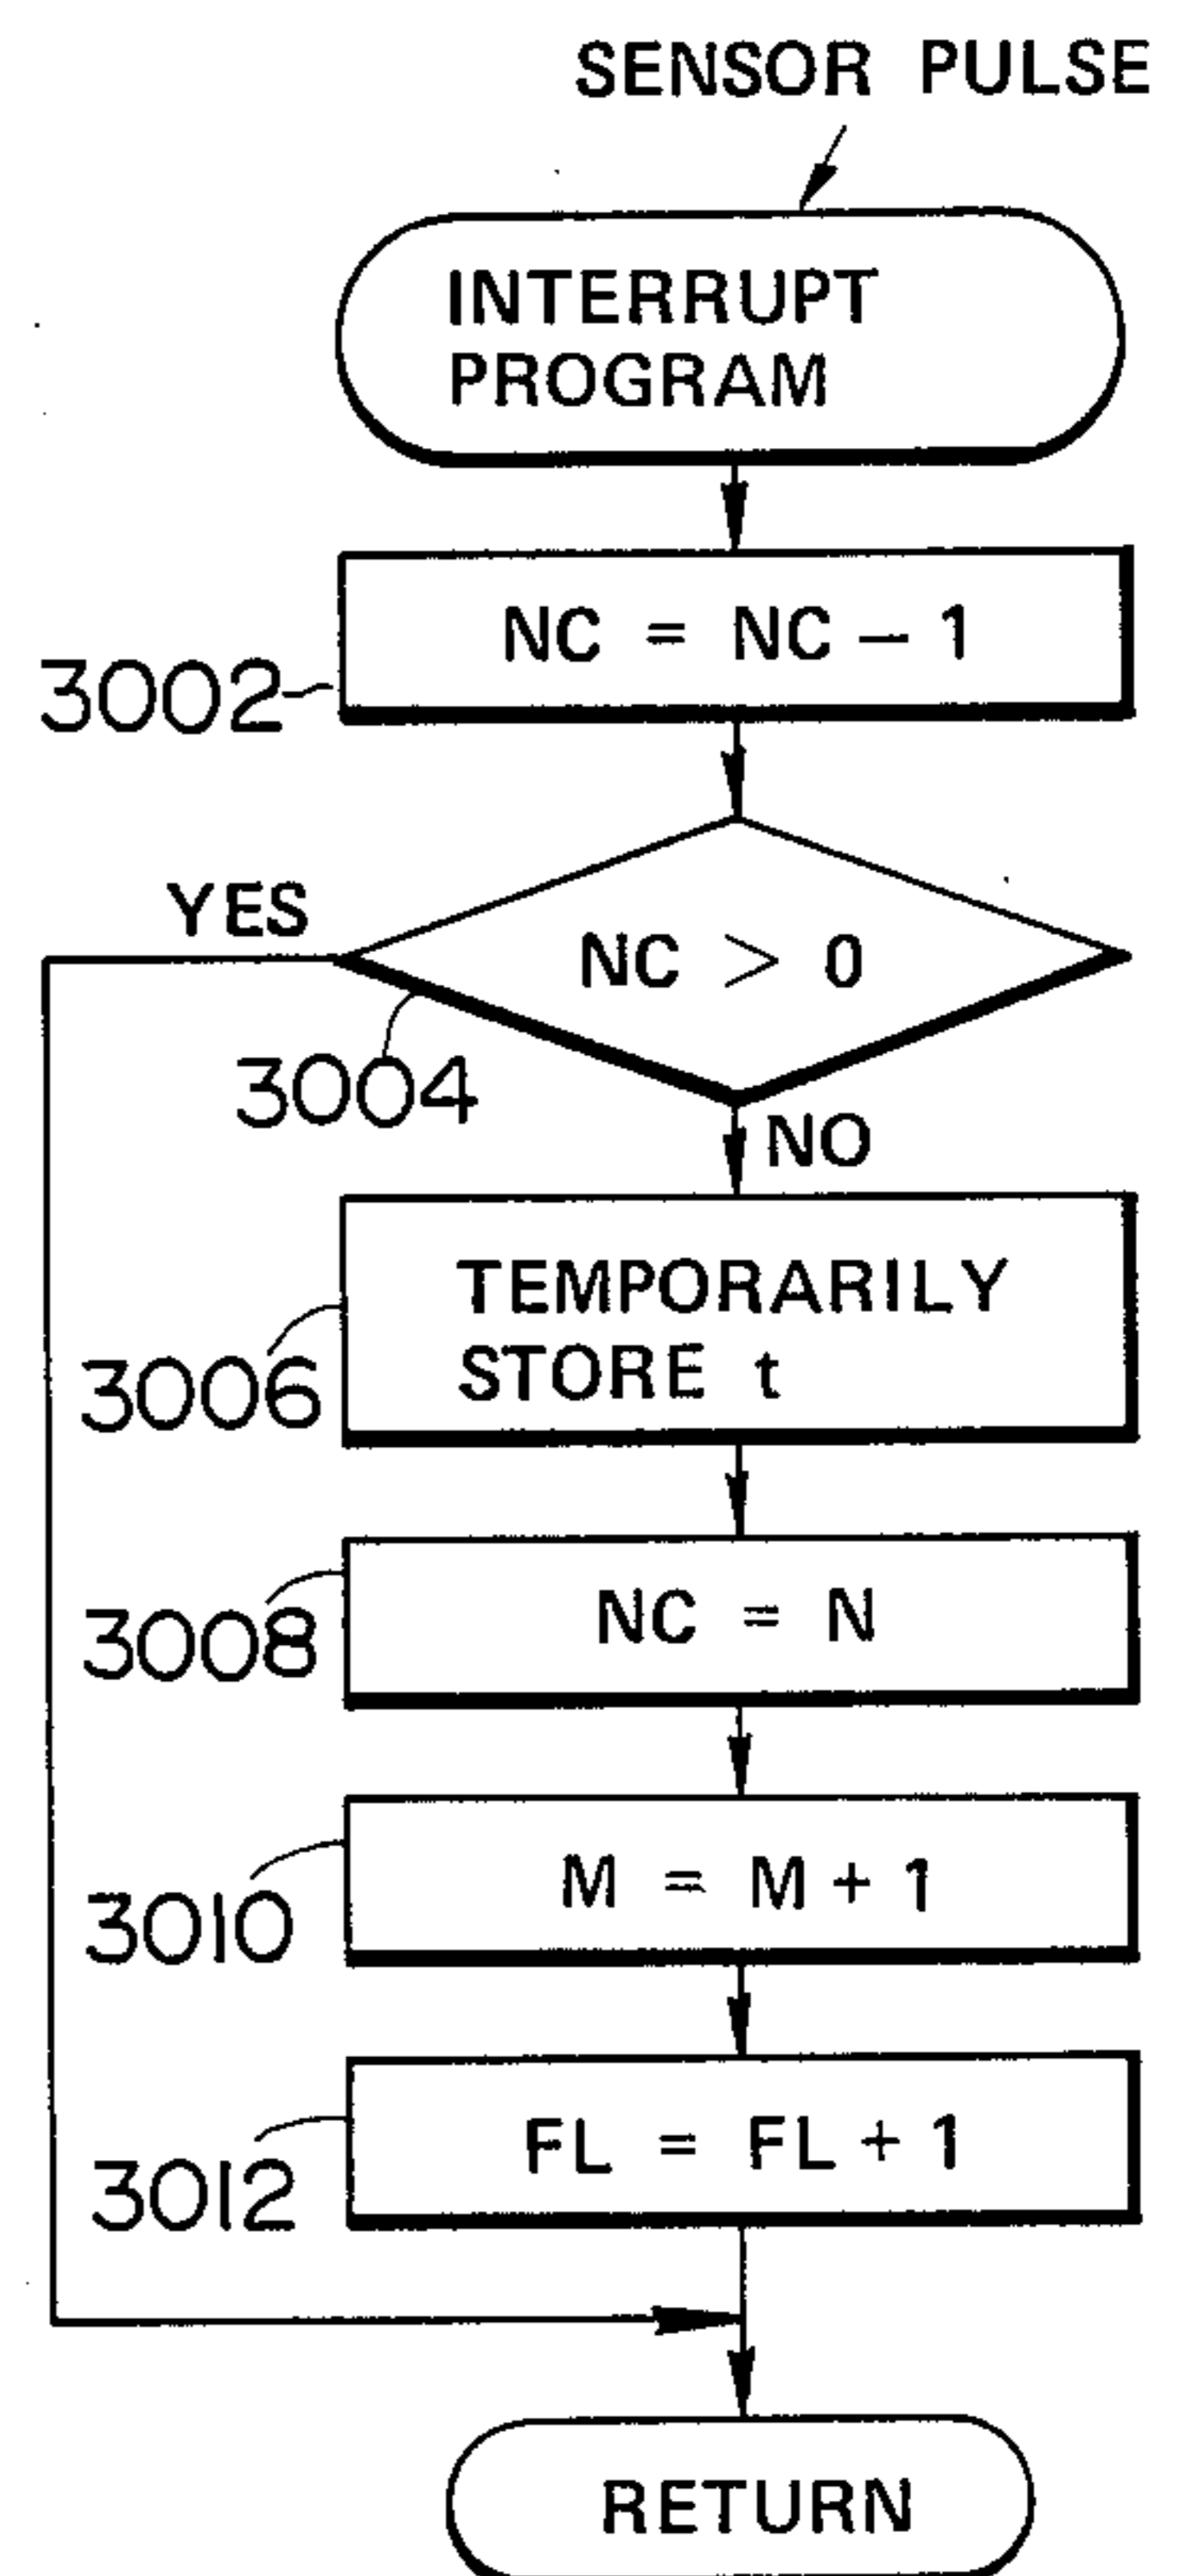 SENSOR PULSE
INTERRUPT
PROGRAM
NC = NC - 1
3002
YES
NC > 0
3004
NO
TEMPORARILY
STORE t
3006
NC = N
3008
M = M + 1
3010
FL = FL + 1
3012
RETURN